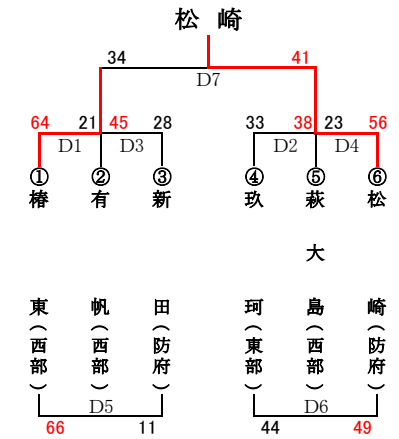 松崎
34 41
D7
64 21 45 28 33 38 23 56
D1 D3 D2 D4
① ② ③ ④ ⑤ ⑥
椿東（西部）
有帆（西部）
新田（防府）
玖珂（東部）
萩大島（西部）
松崎（防府）
D5 D6
66 11 44 49